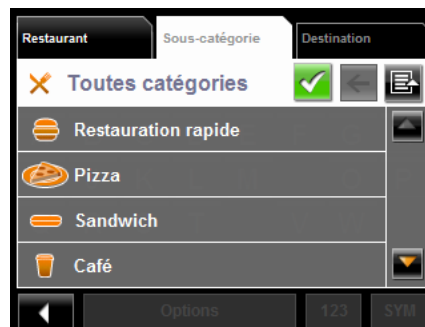 Restaurant Sous-catégorie Destination
Toutes catégories
Restauration rapide
Pizza
Sandwich
Café
Options 123 SYM